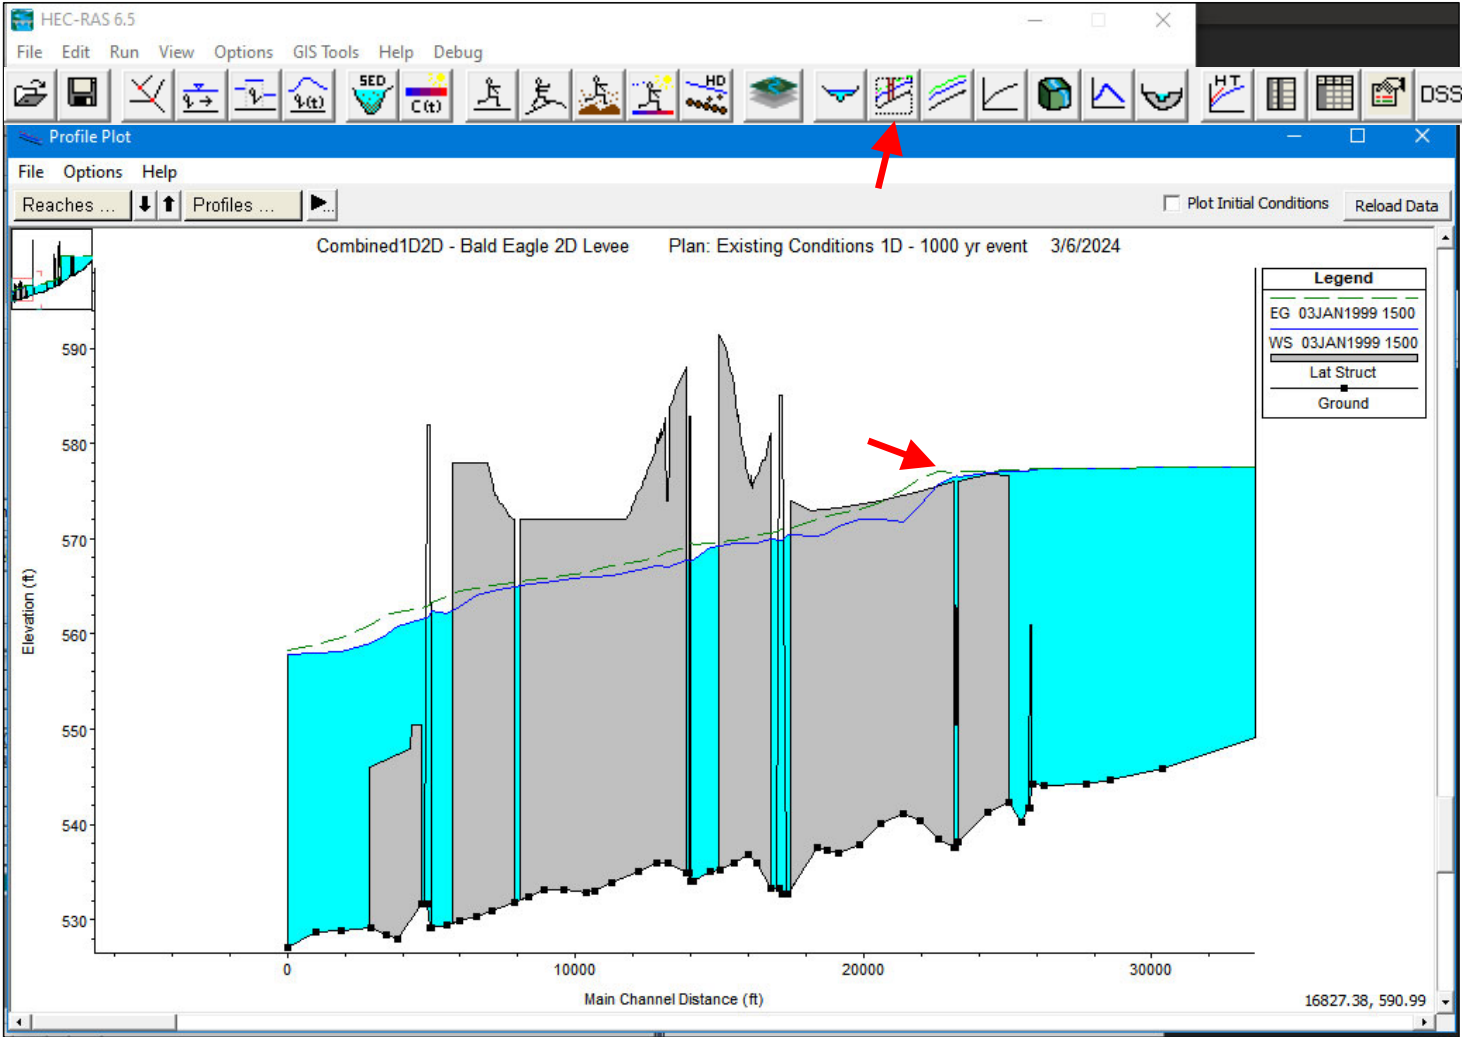 HEC-RAS 6.5
File Edit Run View Options GIS Tools Help Debug
SED
C(t)
HD
HT
DSS
Profile Plot
File Options Help
Reaches ... Profiles ... ... Plot Initial Conditions Reload Data
Combined1D2D - Bald Eagle 2D Levee Plan: Existing Conditions 1D - 1000 yr event 3/6/2024
Legend
EG 03JAN1999 1500
WS 03JAN1999 1500
Lat Struct
Ground
590
580
570
560
550
540
530
Elevation (ft)
0 10000 20000 30000
Main Channel Distance (ft)
16827.38, 590.99